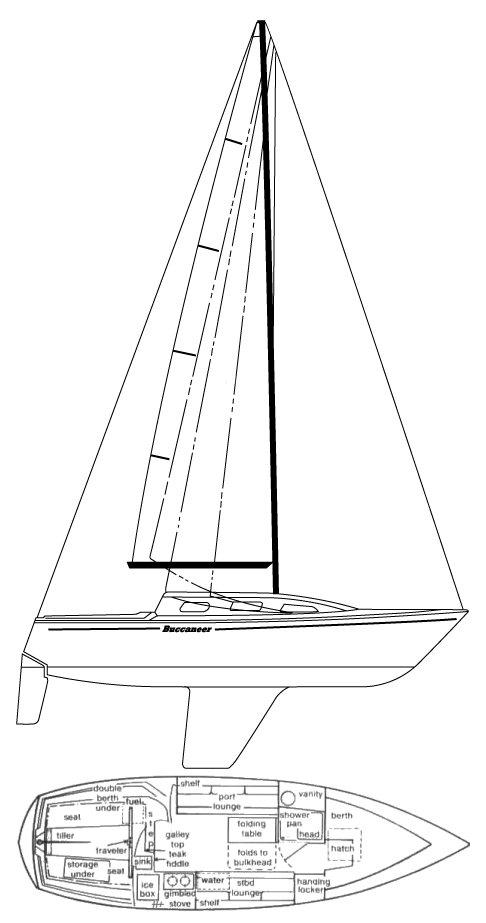 Buccaneer
double
berth
under
fuel
seat
tiller
traveler
storage
under
seat
sink
ice
box
galley
top
teak
fiddle
gimbled
stove
shelf
port
lounge
folding
table
folds to
bulkhead
water
stbd
lounge
shelf
vanity
shower
pan
head
berth
hatch
hanging
locker